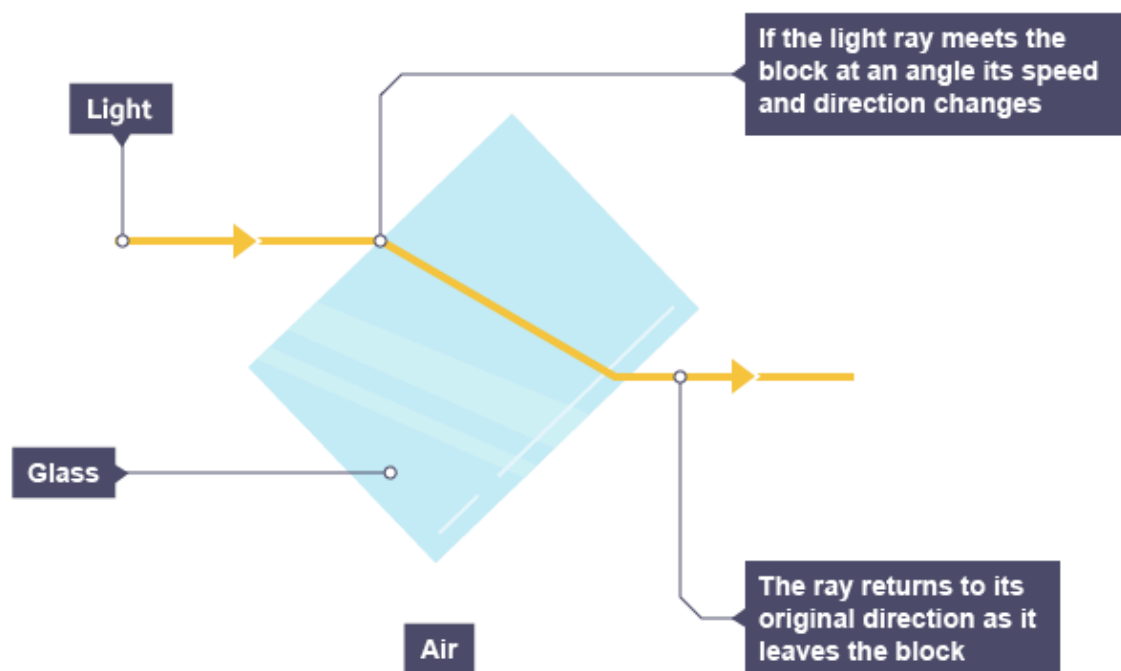 If the light ray meets the
block at an angle its speed
and direction changes
Light
Glass
The ray returns to its
original direction as it
leaves the block
Air